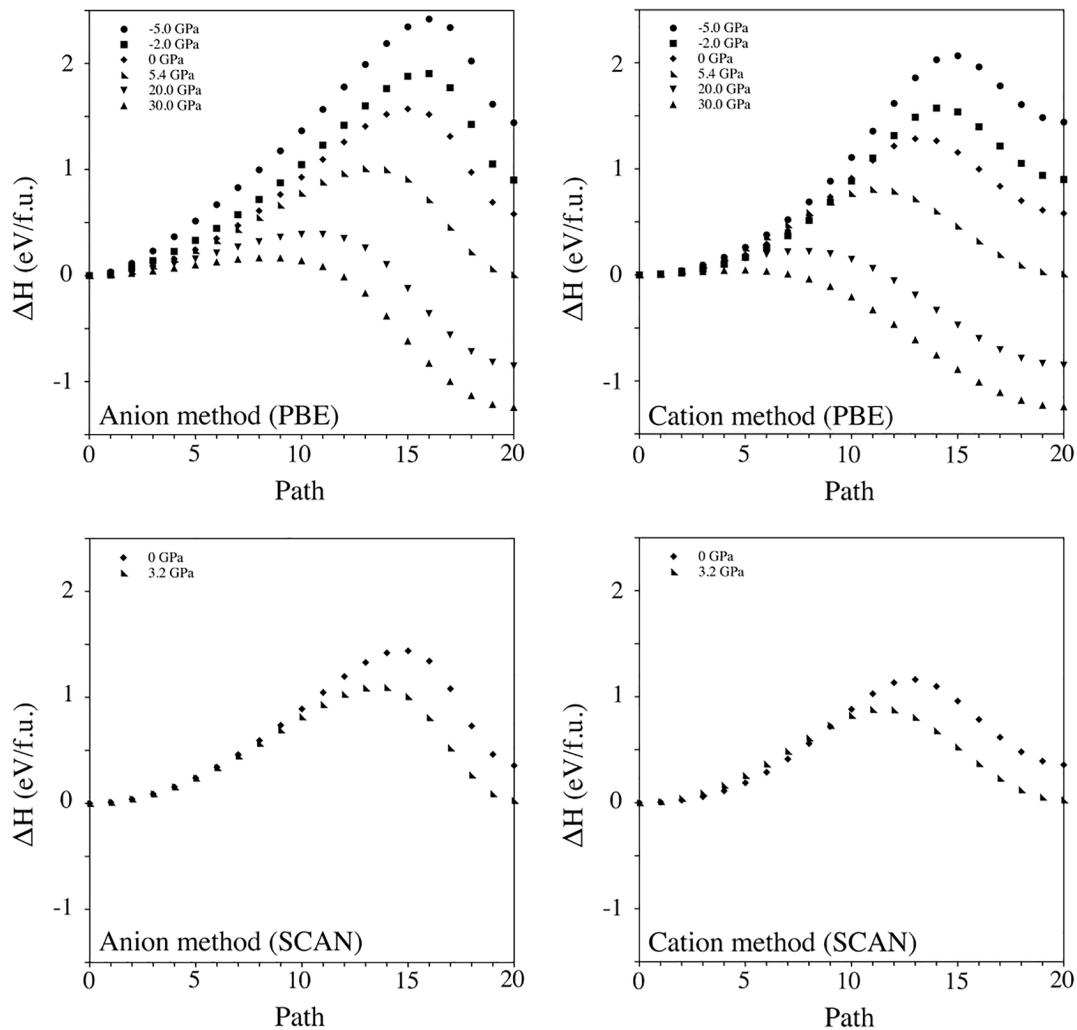 -5.0 GPa
-2.0 GPa
0 GPa
5.4 GPa
20.0 GPa
30.0 GPa
2
1
0
-1
ΔH (eV/f.u.)
Anion method (PBE)
0 5 10 15 20
Path
-5.0 GPa
-2.0 GPa
0 GPa
5.4 GPa
20.0 GPa
30.0 GPa
2
1
0
-1
ΔH (eV/f.u.)
Cation method (PBE)
0 5 10 15 20
Path
0 GPa
3.2 GPa
2
1
0
-1
ΔH (eV/f.u.)
Anion method (SCAN)
0 5 10 15 20
Path
0 GPa
3.2 GPa
2
1
0
-1
ΔH (eV/f.u.)
Cation method (SCAN)
0 5 10 15 20
Path